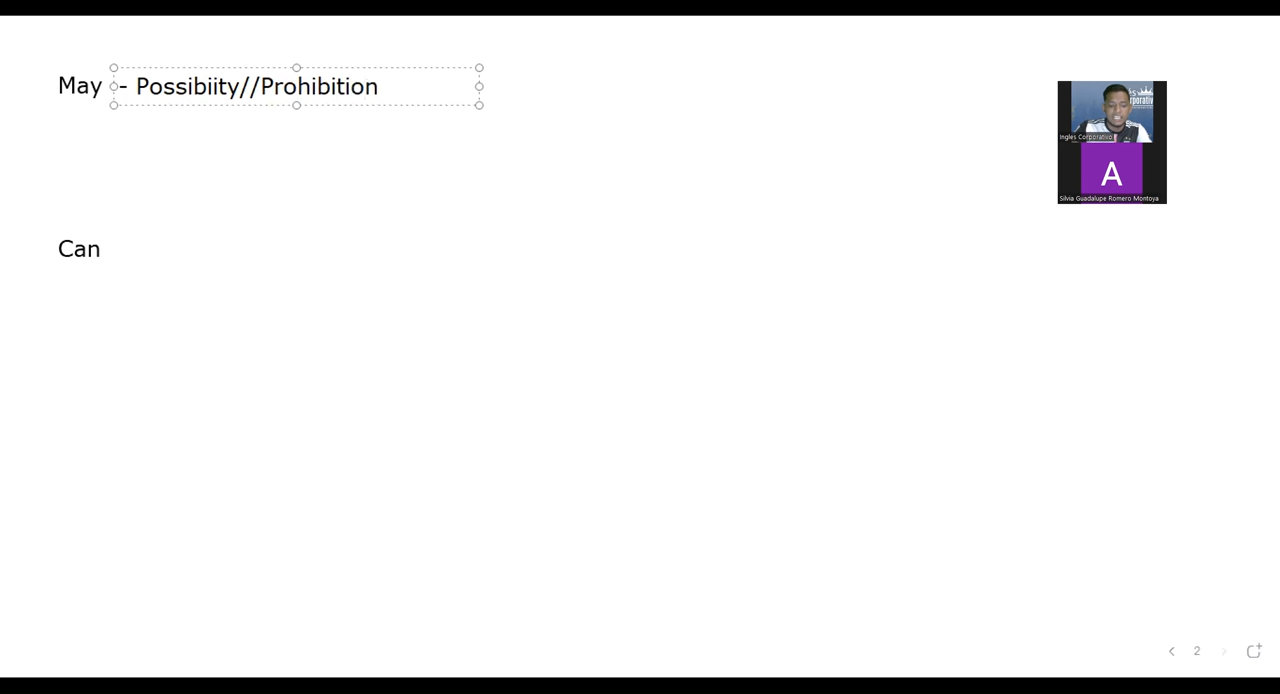 May - Possibiity//Prohibition
Ingles Corporativo
A
Silvia Guadalupe Romero Montoya
Can
2